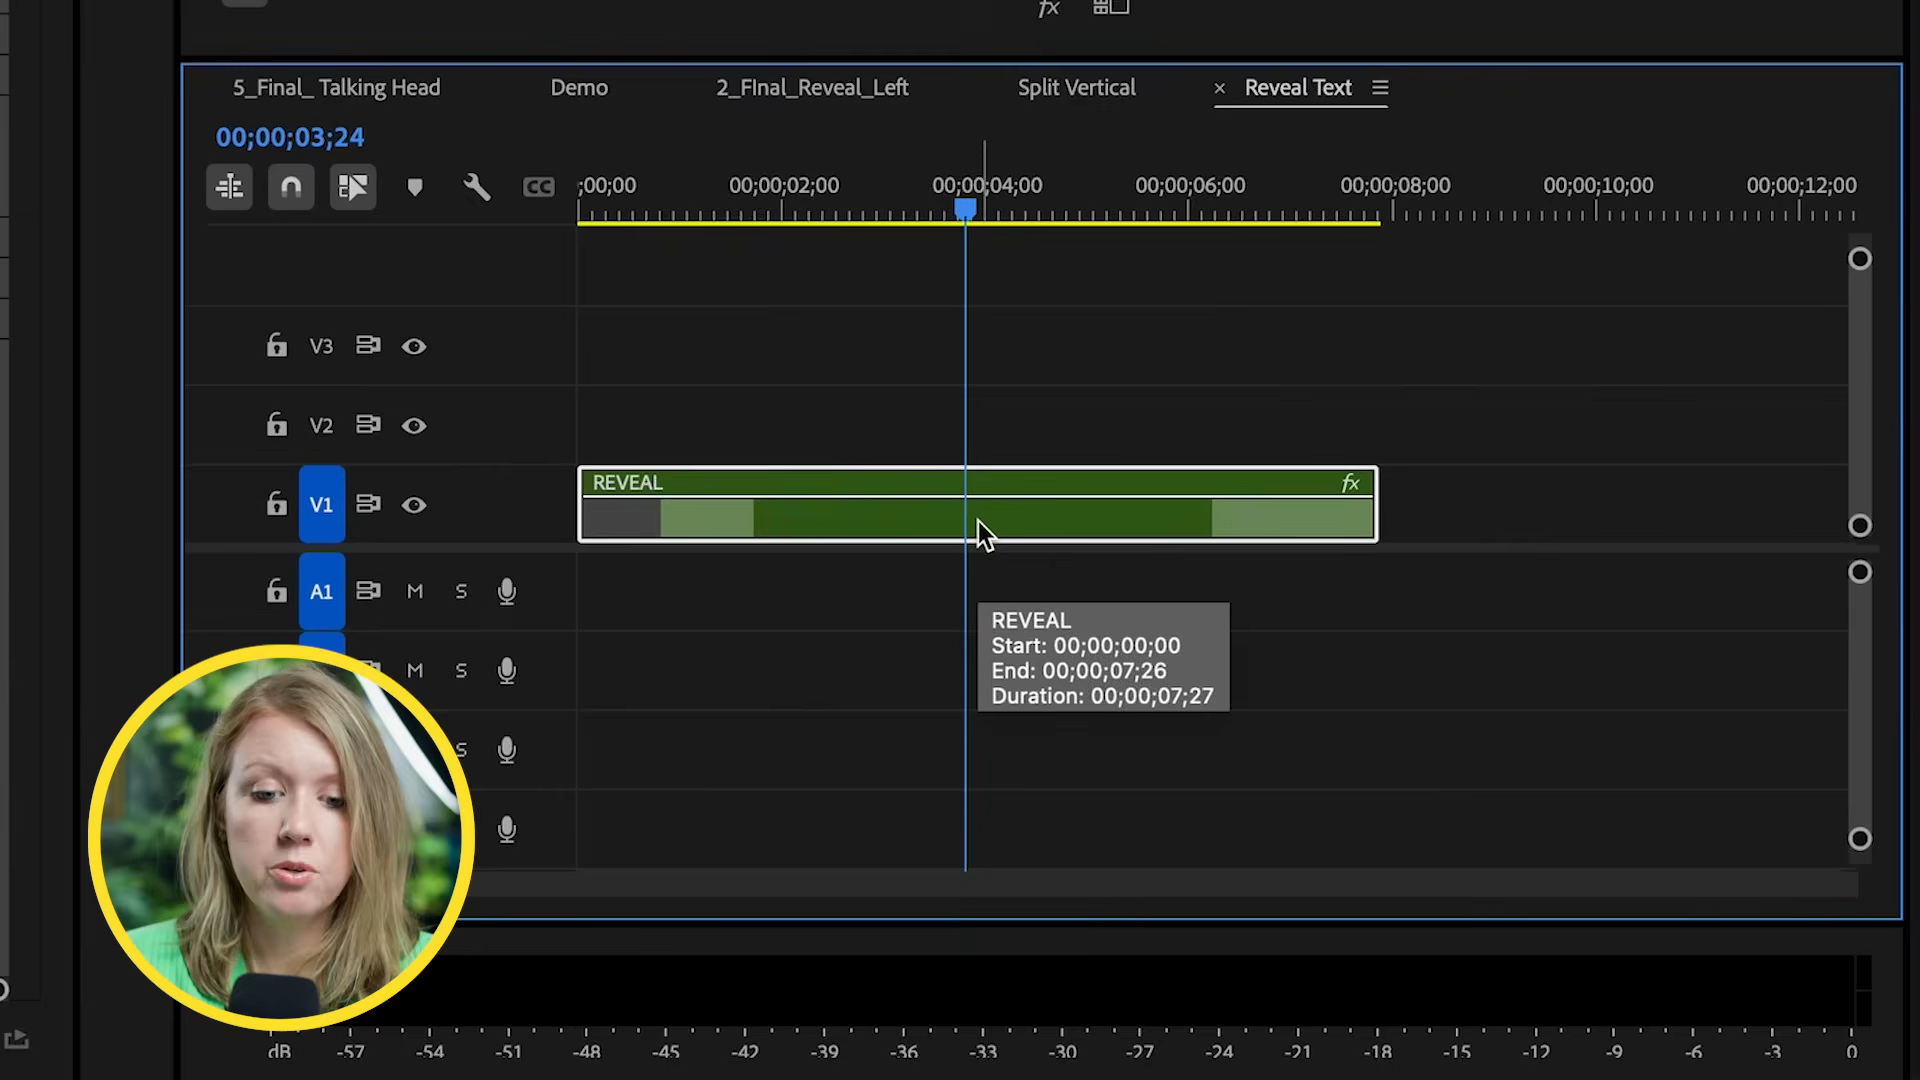 fx
5_Final_ Talking Head Demo 2_FInal_Reveal_Left Split Vertical × Reveal Text
00;00;03;24
CC ;00;00 00;00;02;00 00;00;04;00 00;00;06;00 00;00;08;00 00;00;10;00 00;00;12;00
V3
V2
REVEAL fx
V1
A1 M S
REVEAL
Start: 00;00;00;00
End: 00;00;07;26
Duration: 00;00;07;27
M S
S
dB -57 -54 -51 -48 -45 -42 -39 -36 -33 -30 -27 -24 -21 -18 -15 -12 -9 -6 -3 0